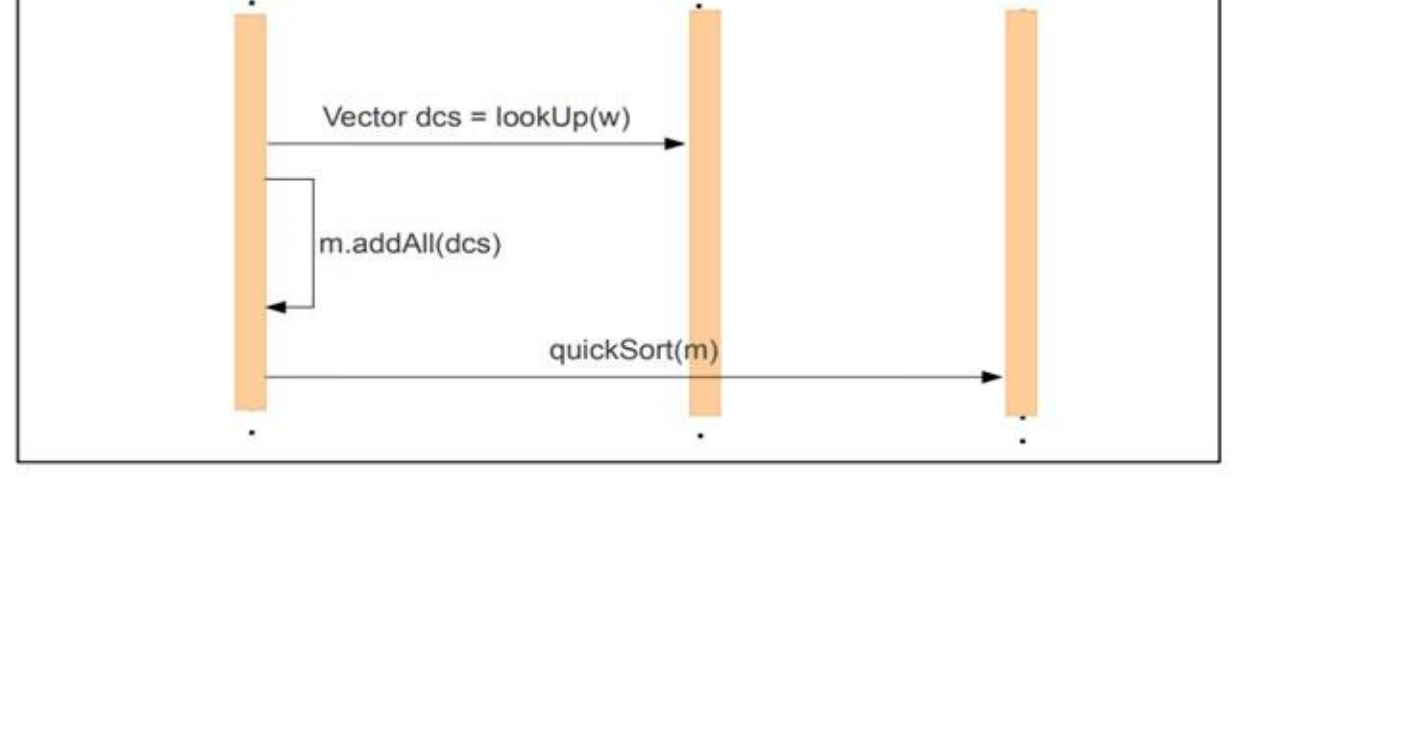 Vector dcs = lookUp(w)
m.addAll(dcs)
quickSort(m)